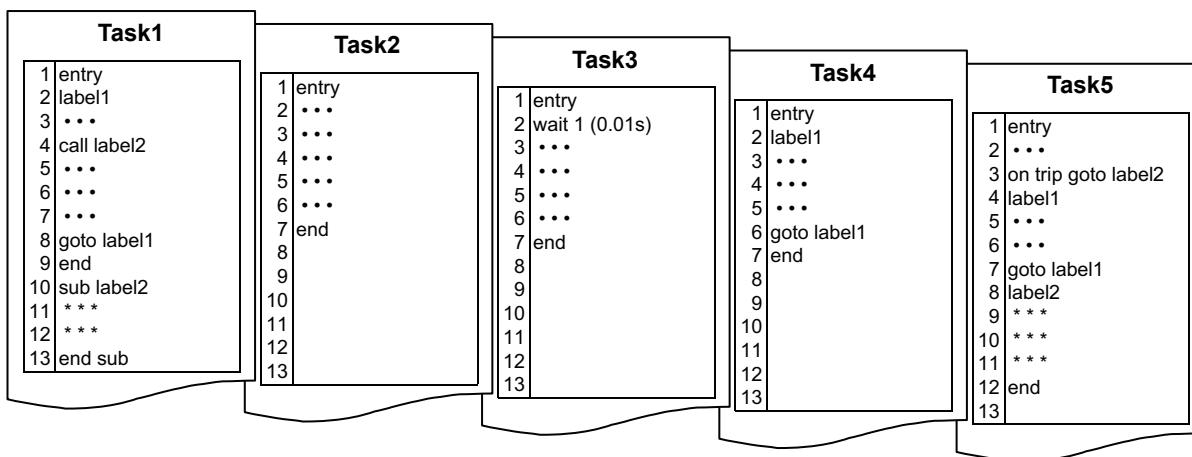 Task1
1 entry
2 label1
3 • • •
4 call label2
5 • • •
6 • • •
7 • • •
8 goto label1
9 end
10 sub label2
11 * * *
12 * * *
13 end sub
Task2
1 entry
2 • • •
3 • • •
4 • • •
5 • • •
6 • • •
7 end
8
9
10
11
12
13
Task3
1 entry
2 wait 1 (0.01s)
3 • • •
4 • • •
5 • • •
6 • • •
7 end
8
9
10
11
12
13
Task4
1 entry
2 label1
3 • • •
4 • • •
5 • • •
6 goto label1
7 end
8
9
10
11
12
13
Task5
1 entry
2 • • •
3 on trip goto label2
4 label1
5 • • •
6 • • •
7 goto label1
8 label2
9 * * *
10 * * *
11 * * *
12 end
13